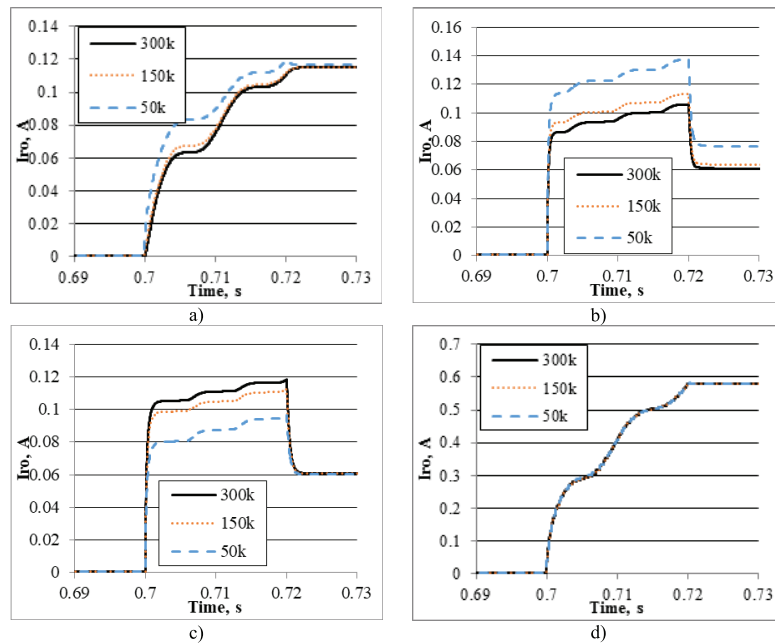 0.14
0.12
0.1
0.08
0.06
0.04
0.02
0
Iro, A
300k
150k
50k
0.69 0.7 0.71 0.72 0.73
Time, s
a)
0.16
0.14
0.12
0.1
0.08
0.06
0.04
0.02
0
Iro, A
300k
150k
50k
0.69 0.7 0.71 0.72 0.73
Time, s
b)
0.14
0.12
0.1
0.08
0.06
0.04
0.02
0
Iro, A
300k
150k
50k
0.69 0.7 0.71 0.72 0.73
Time, s
c)
0.7
0.6
0.5
0.4
0.3
0.2
0.1
0
Iro, A
300k
150k
50k
0.69 0.7 0.71 0.72 0.73
Time, s
d)